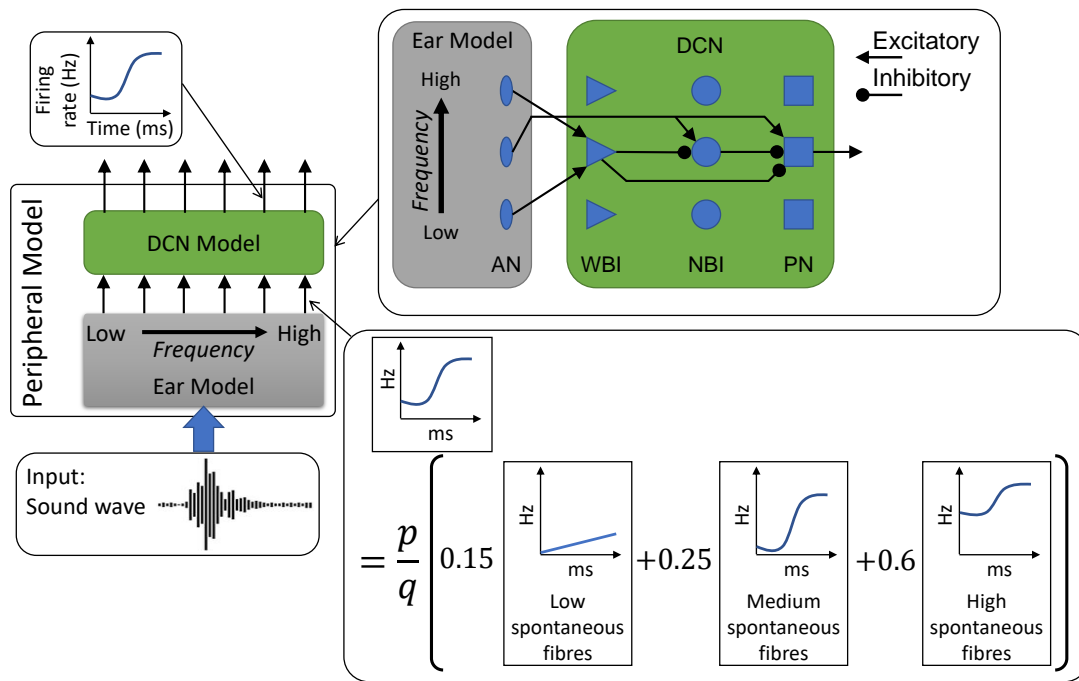 Firing
rate (Hz)
Time (ms)
Peripheral Model
DCN Model
Low
High
Frequency
Ear Model
Input:
Sound wave
Ear Model
High
Frequency
Low
AN
DCN
WBI
NBI
PN
Excitatory
Inhibitory
Hz
ms
= p/q
0.15
Hz
ms
Low
spontaneous
fibres
+0.25
Hz
ms
Medium
spontaneous
fibres
+0.6
Hz
ms
High
spontaneous
fibres